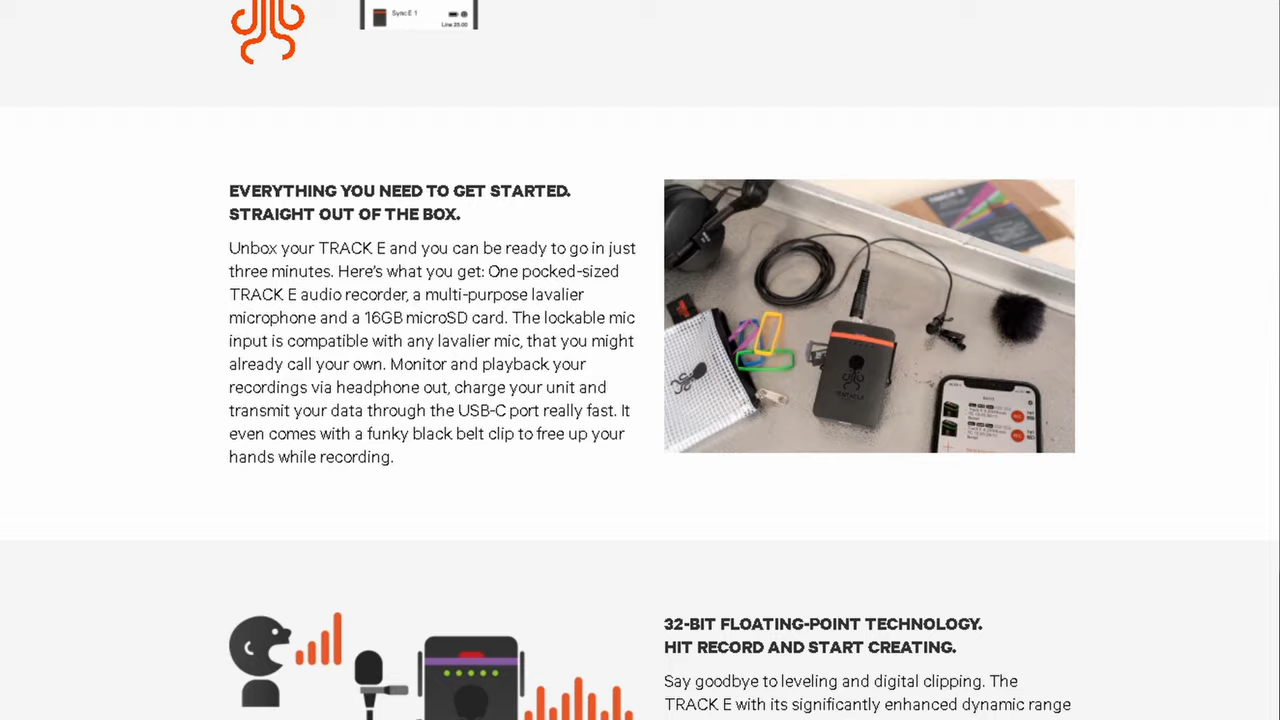 Sync E 1
Line 25.00
EVERYTHING YOU NEED TO GET STARTED.
STRAIGHT OUT OF THE BOX.
Unbox your TRACK E and you can be ready to go in just
three minutes. Here's what you get: One pocked-sized
TRACK E audio recorder, a multi-purpose lavalier
microphone and a 16GB microSD card. The lockable mic
input is compatible with any lavalier mic, that you might
already call your own. Monitor and playback your
recordings via headphone out, charge your unit and
transmit your data through the USB-C port really fast. It
even comes with a funky black belt clip to free up your
hands while recording.
TENTACLE
32-BIT FLOATING-POINT TECHNOLOGY.
HIT RECORD AND START CREATING.
Say goodbye to leveling and digital clipping. The
TRACK E with its significantly enhanced dynamic range